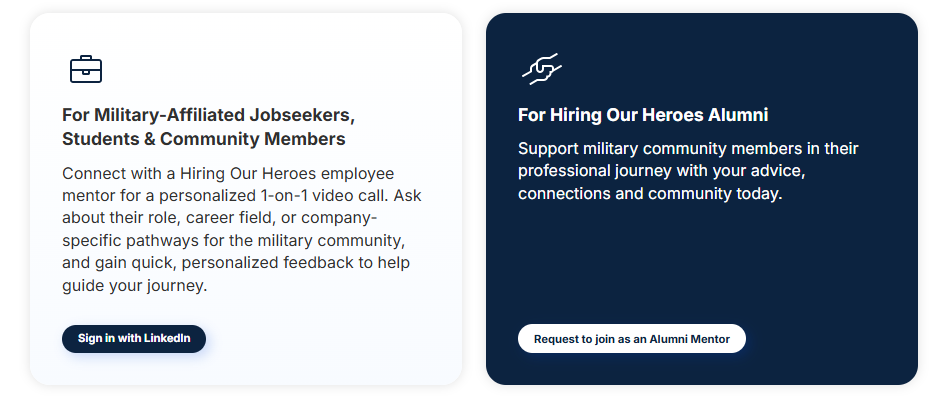 For Military-Affiliated Jobseekers,
Students & Community Members
Connect with a Hiring Our Heroes employee
mentor for a personalized 1-on-1 video call. Ask
about their role, career field, or company-
specific pathways for the military community,
and gain quick, personalized feedback to help
guide your journey.
Sign in with LinkedIn
For Hiring Our Heroes Alumni
Support military community members in their
professional journey with your advice,
connections and community today.
Request to join as an Alumni Mentor